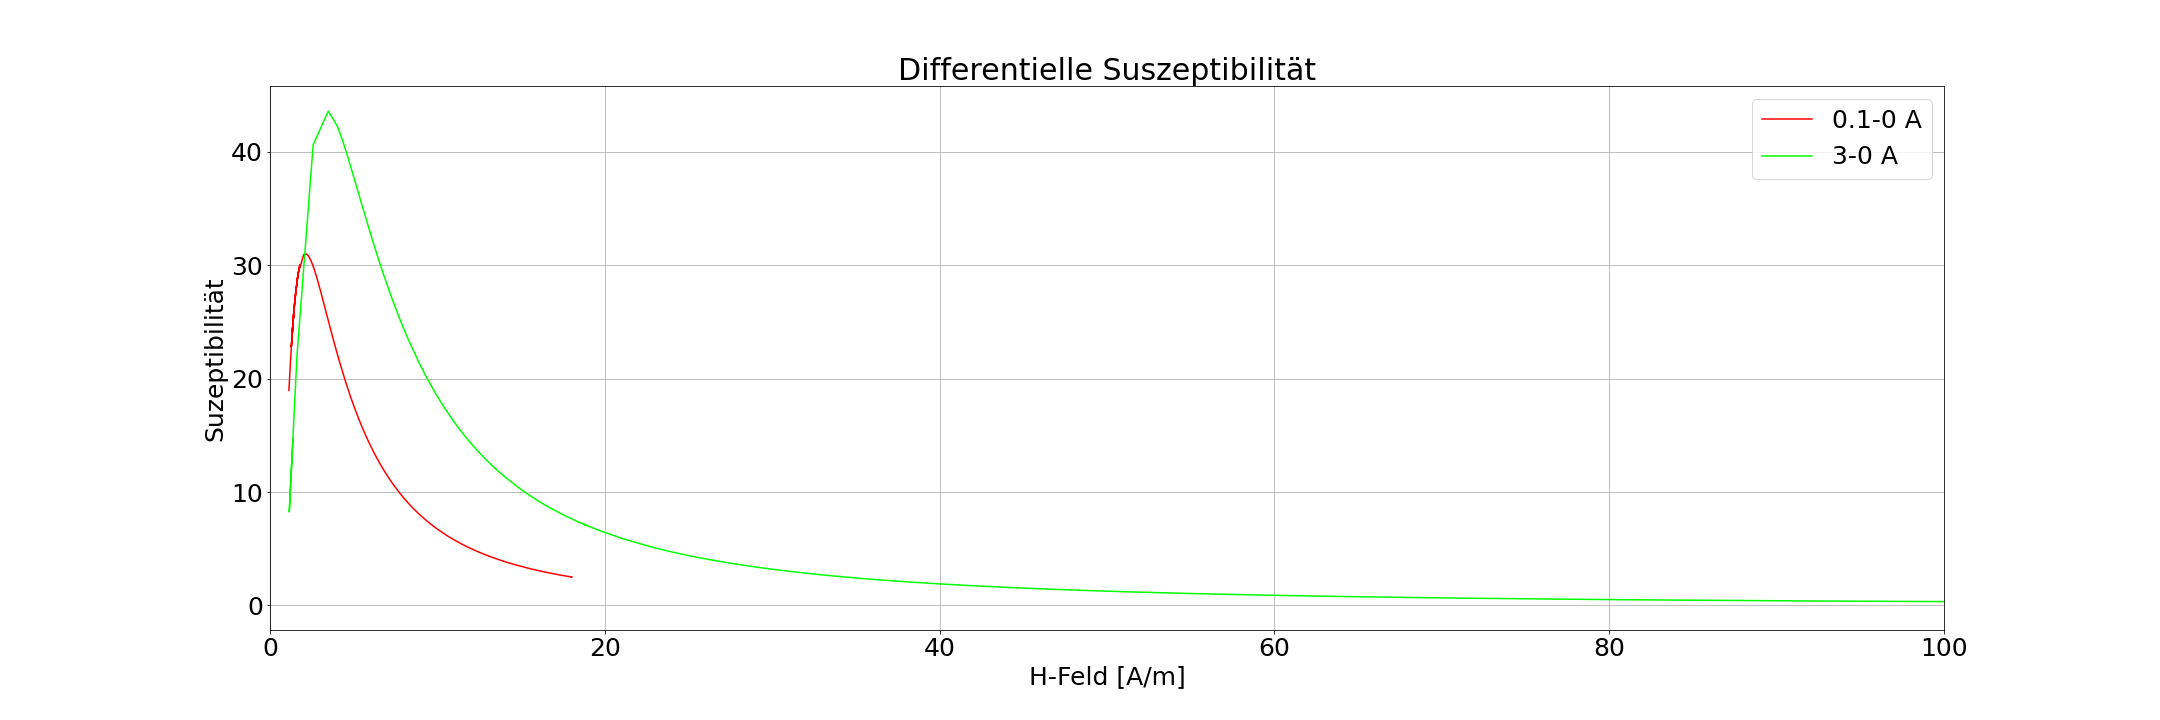 Differentielle Suszeptibilität
0.1-0 A
3-0 A
Suzeptibilität
40
30
20
10
0
0 20 40 60 80 100
H-Feld [A/m]